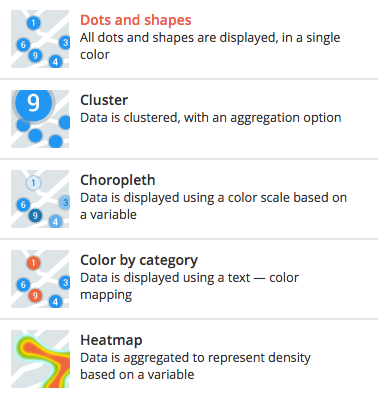 1
6
3
9
4
Dots and shapes
All dots and shapes are displayed, in a single
color
9
Cluster
Data is clustered, with an aggregation option
1
6
3
9
4
Choropleth
Data is displayed using a color scale based on
a variable
1
6
3
9
4
Color by category
Data is displayed using a text — color
mapping
Heatmap
Data is aggregated to represent density
based on a variable